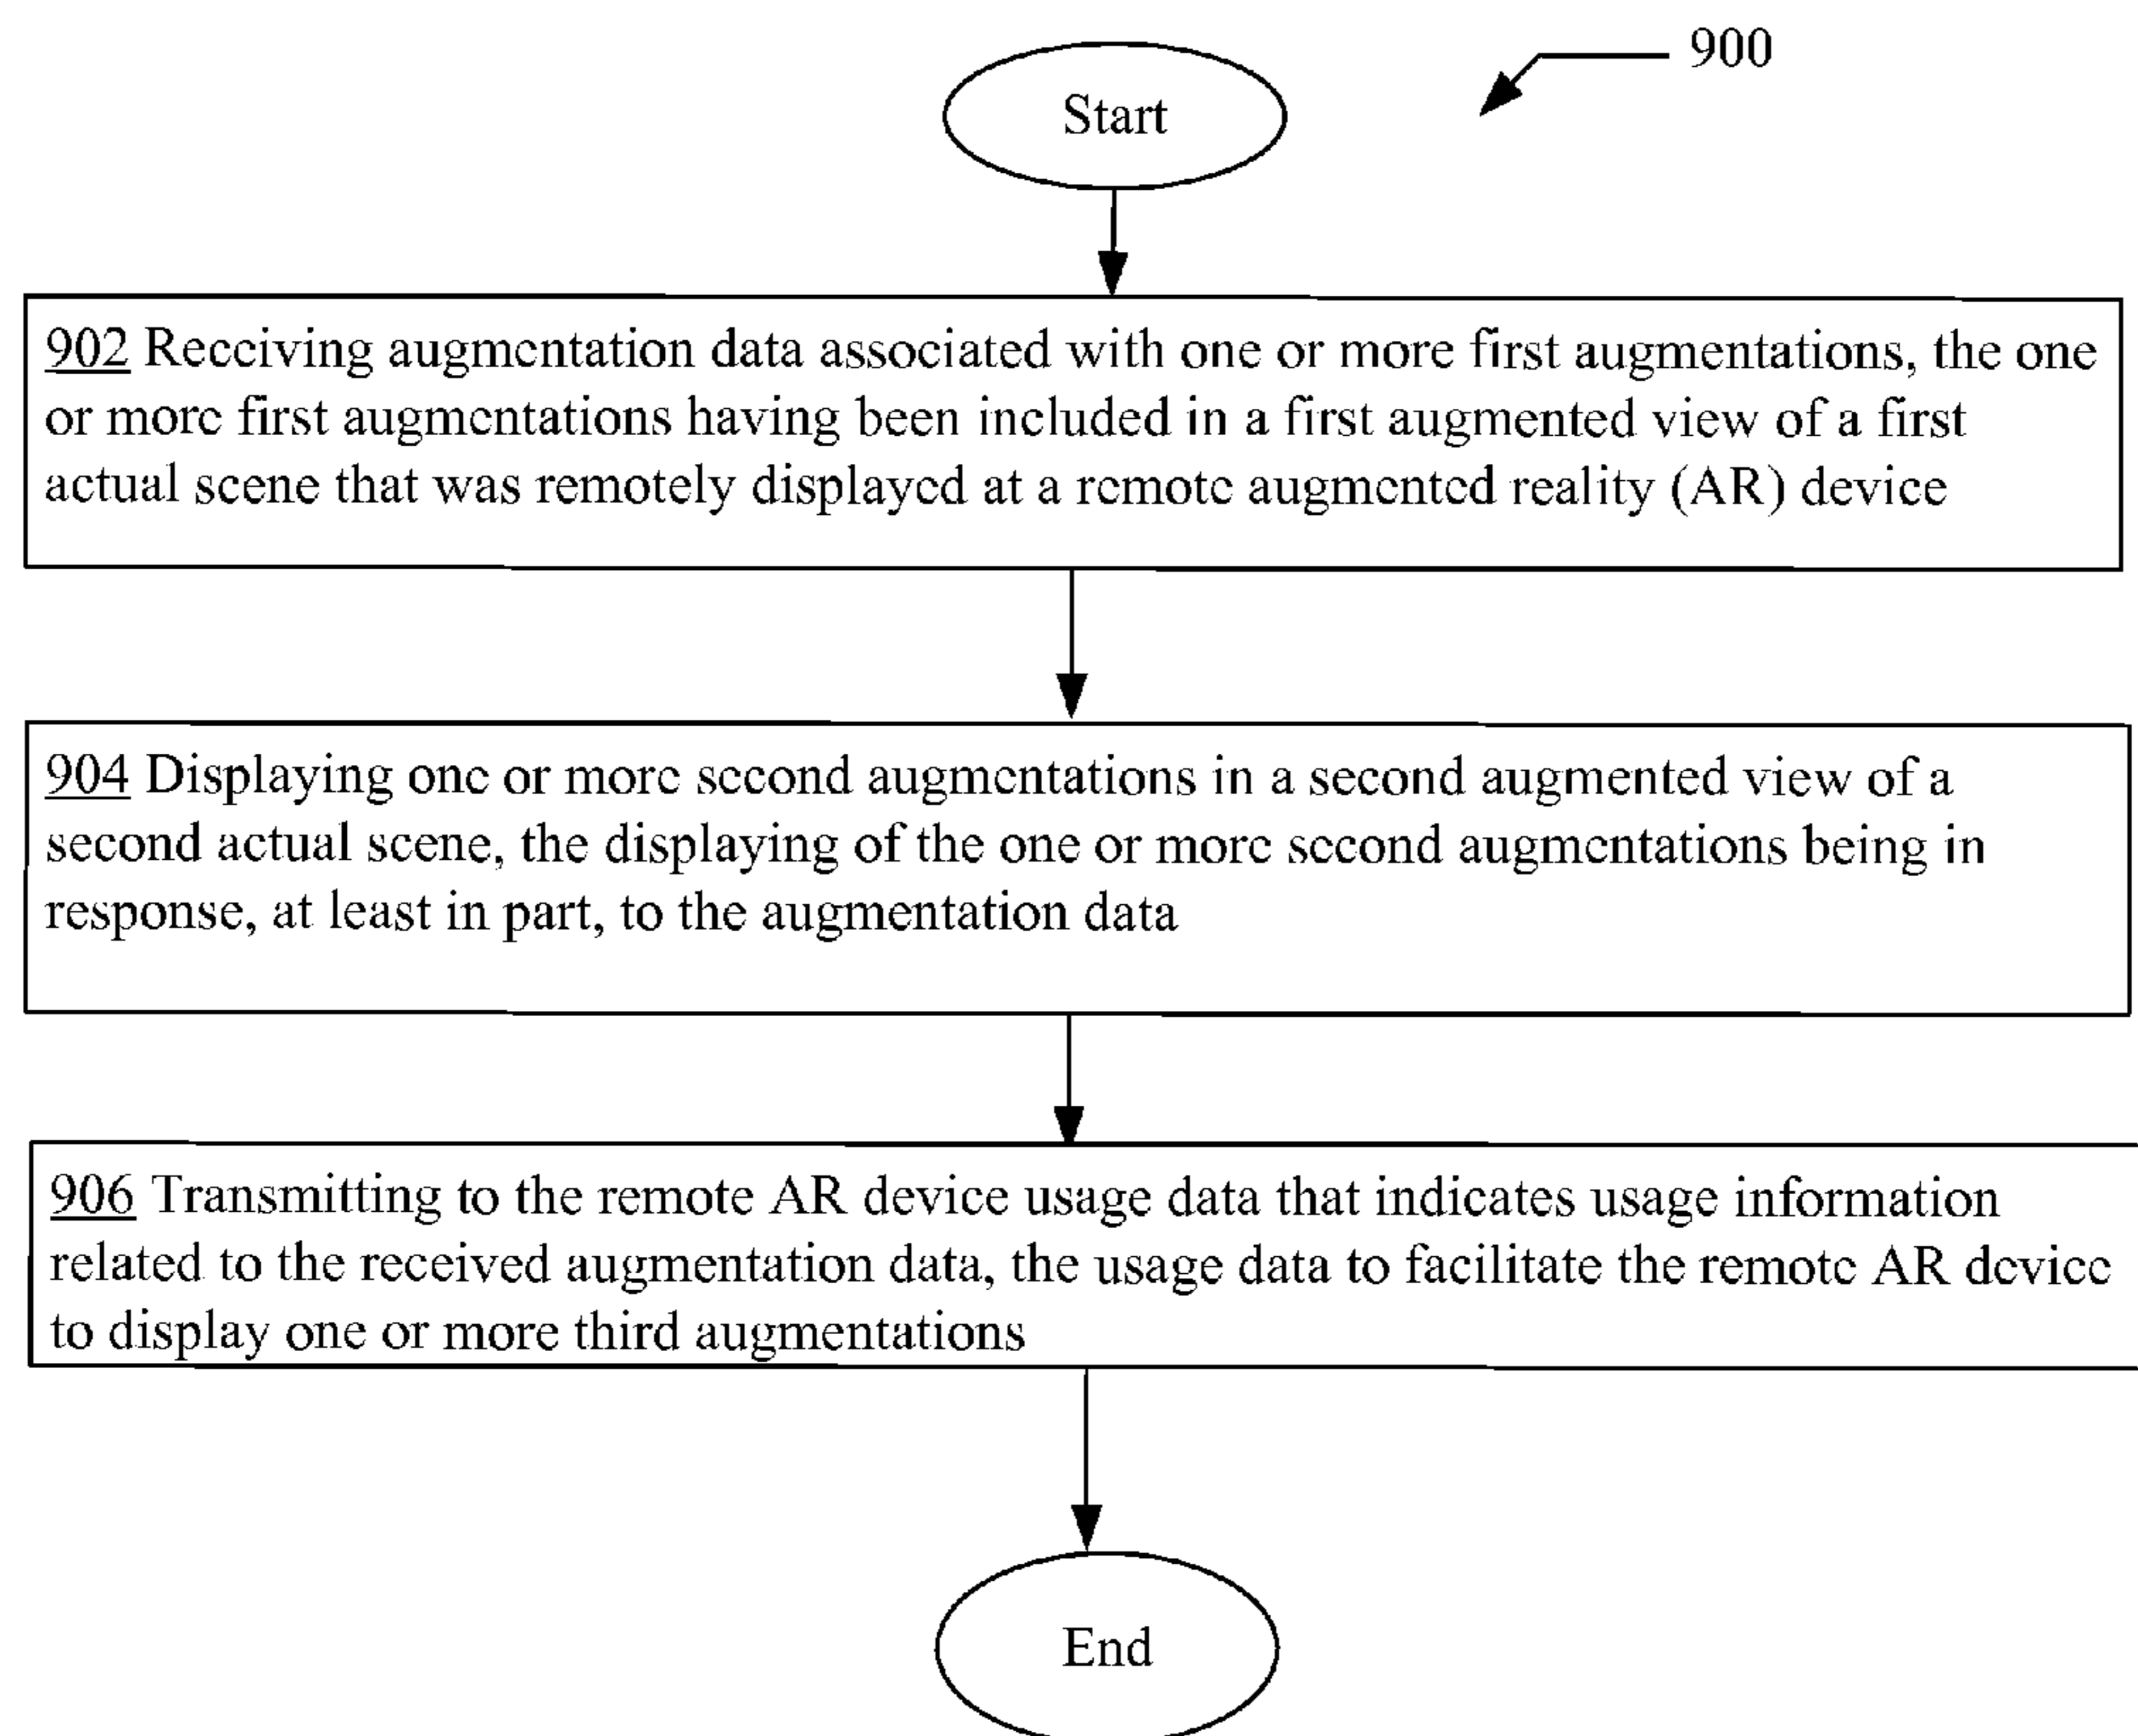 900
Start
902 Receiving augmentation data associated with one or more first augmentations, the one
or more first augmentations having been included in a first augmented view of a first
actual scene that was remotely displayed at a remote augmented reality (AR) device
904 Displaying one or more second augmentations in a second augmented view of a
second actual scene, the displaying of the one or more second augmentations being in
response, at least in part, to the augmentation data
906 Transmitting to the remote AR device usage data that indicates usage information
related to the received augmentation data, the usage data to facilitate the remote AR device
to display one or more third augmentations
End